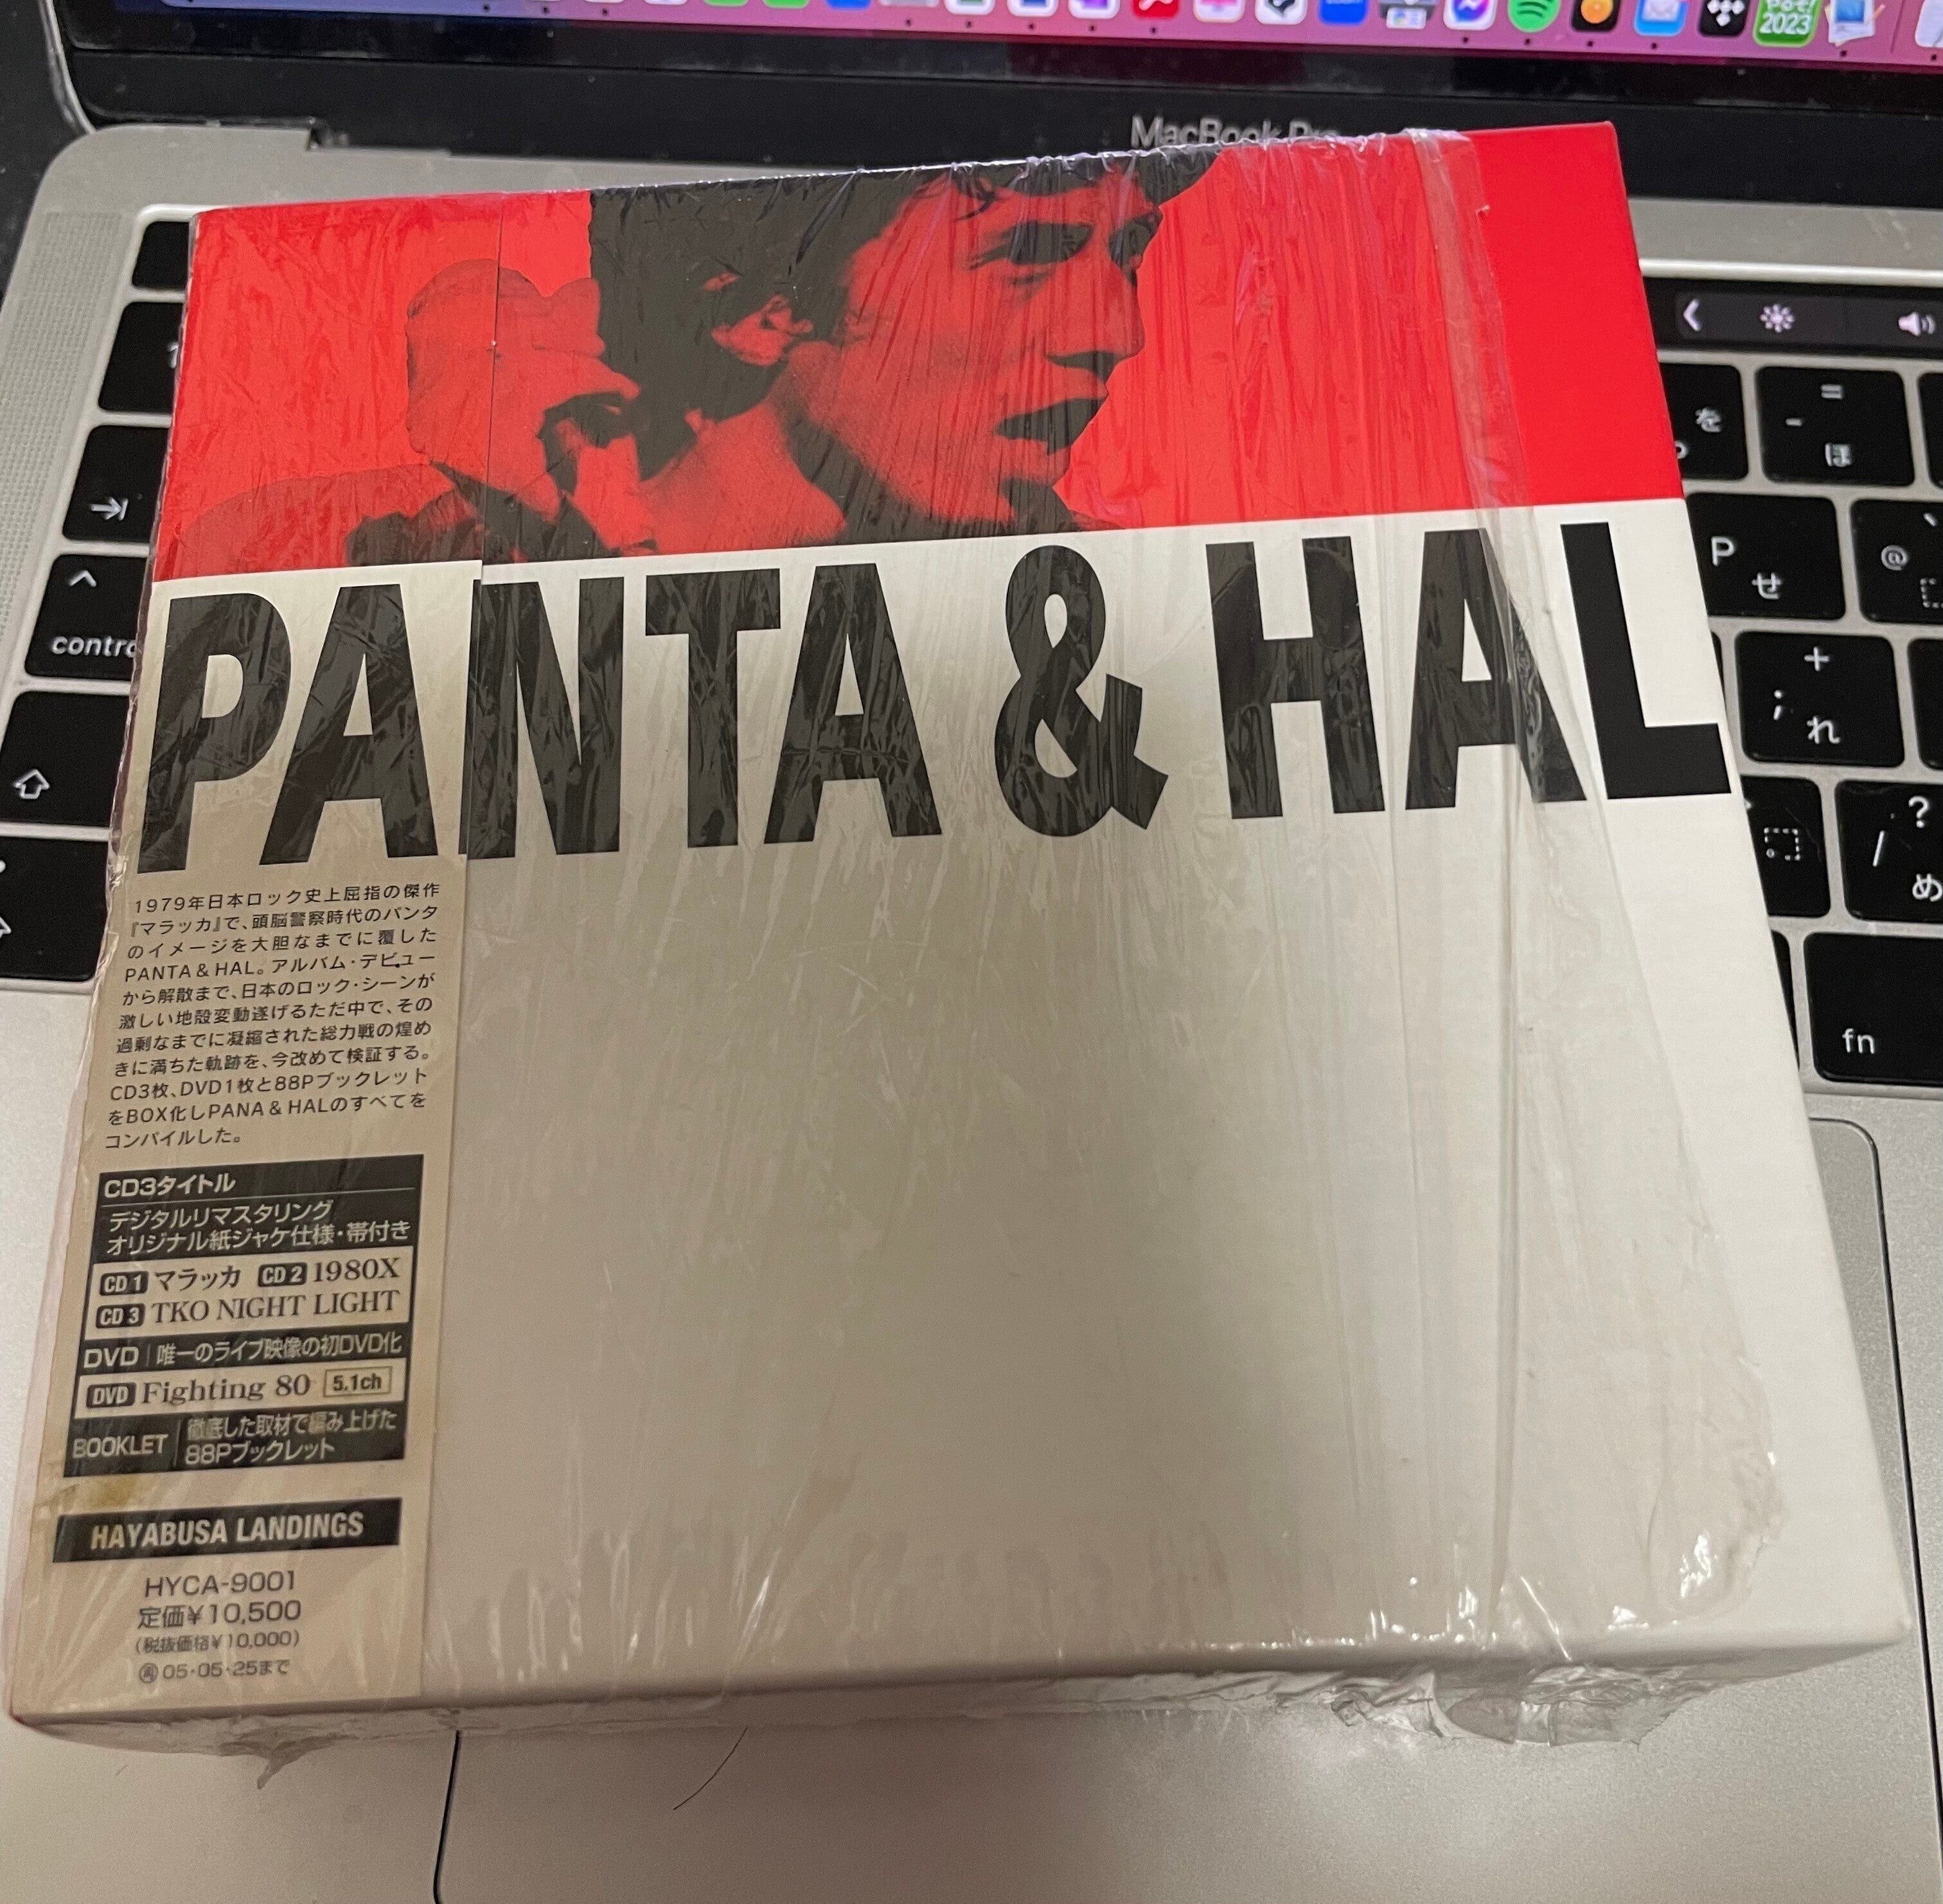 2023
MacBook Pro
PANTA & HAL
1979年日本ロック史上屈指の傑作
『マラッカ』で、頭脳警察時代のパンタ
のイメージを大胆なまでに覆した
PANTA&HAL。アルバム・デビュー
から解散まで、日本のロック・シーンが
激しい地殻変動遂げるただ中で、その
過剰なまでに凝縮された総力戦の煌め
きに満ちた軌跡を、今改めて検証する。
CD3枚、DVD1枚と88Pブックレット
をBOX化しPANA&HALのすべてを
コンパイルした。
CD3タイトル
デジタルリマスタリング
オリジナル紙ジャケ仕様・帯付き
CD1 マラッカ CD2 1980X
CD3 TKO NIGHT LIGHT
DVD 唯一のライブ映像の初DVD化
DVD Fighting 80 5.1ch
BOOKLET 徹底した取材で編み上げた
88Pブックレット
HAYABUSA LANDINGS
HYCA-9001
定価¥10,500
(税抜価格¥10,000)
再 05・05・25まで
control
を
= - ほ
P せ
@
+ ; れ
? / め
fn